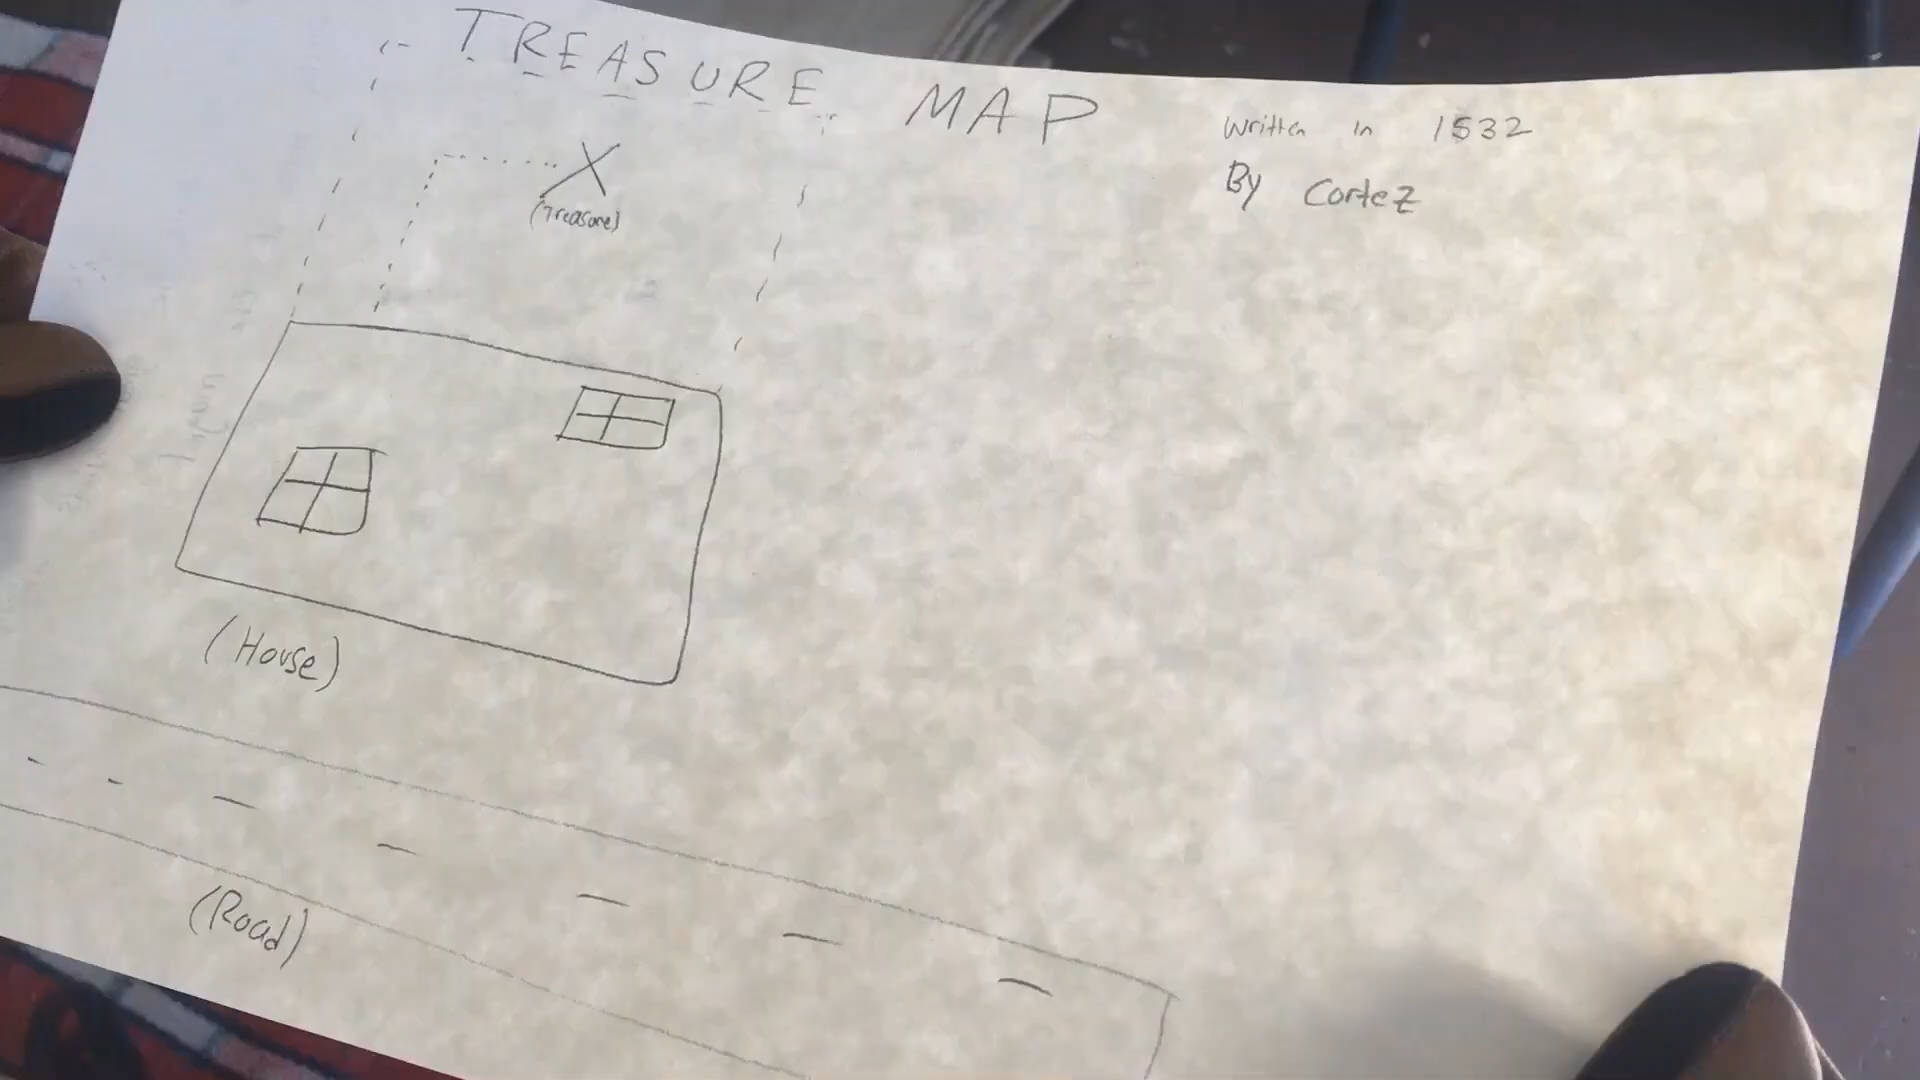 TREASURE MAP
Written in 1532
By Cortez
(Treasure)
(House)
(Road)